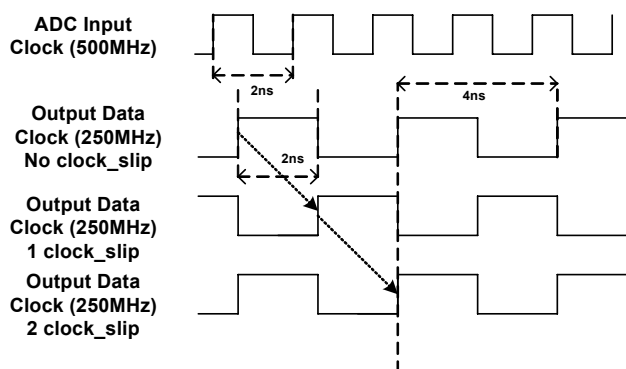 ADC Input
Clock (500MHz)
2ns
4ns
Output Data
Clock (250MHz)
No clock_slip
2ns
Output Data
Clock (250MHz)
1 clock_slip
Output Data
Clock (250MHz)
2 clock_slip